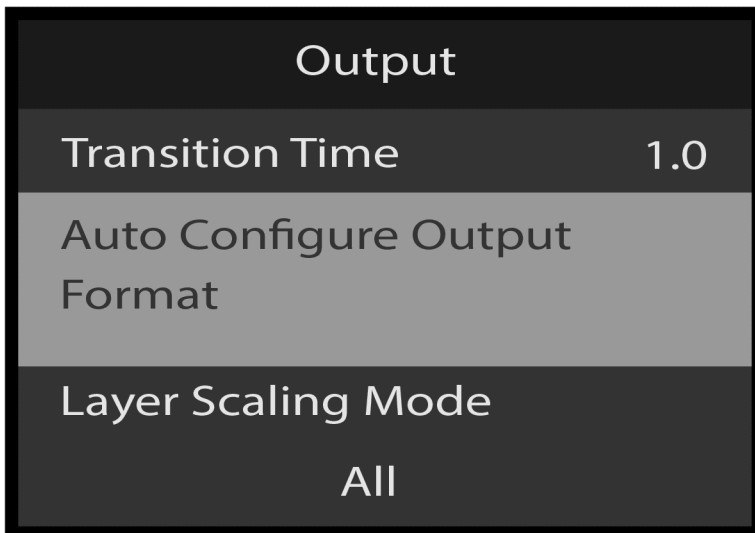 Output
Transition Time 1.0
Auto Configure Output
Format
Layer Scaling Mode
All